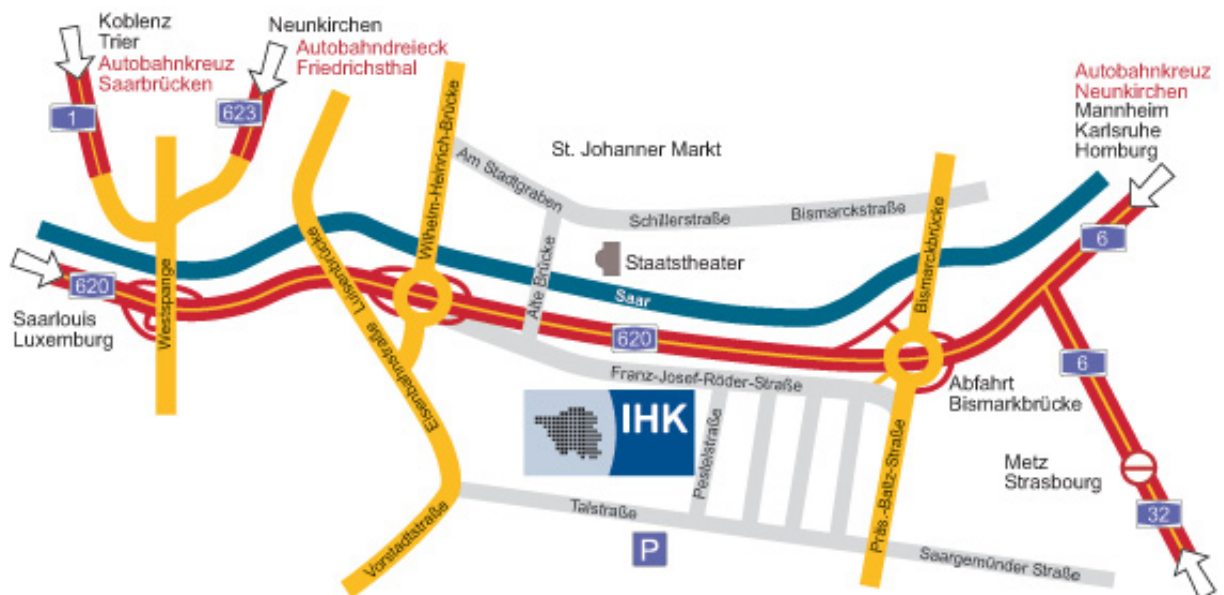 Koblenz
Trier
Autobahnkreuz
Saarbrücken
Neunkirchen
Autobahndreieck
Friedrichsthal
1
623
Autobahnkreuz
Neunkirchen
Mannheim
Karlsruhe
Homburg
6
Wilhelm-Heinrich-Brücke
Am Stadtgraben
St. Johanner Markt
Schillerstraße
Bismarckstraße
Staatstheater
Alte Brücke
Luisenbrücke
Bismarckbrücke
Westspange
620
Saarlouis
Luxemburg
Saar
620
6
Eisenbahnstraße
Franz-Josef-Röder-Straße
Abfahrt
Bismarkbrücke
IHK
Pestelstraße
Präs.-Baltz-Straße
Metz
Strasbourg
32
Talstraße
Vorstadtstraße
P
Saargemünder Straße